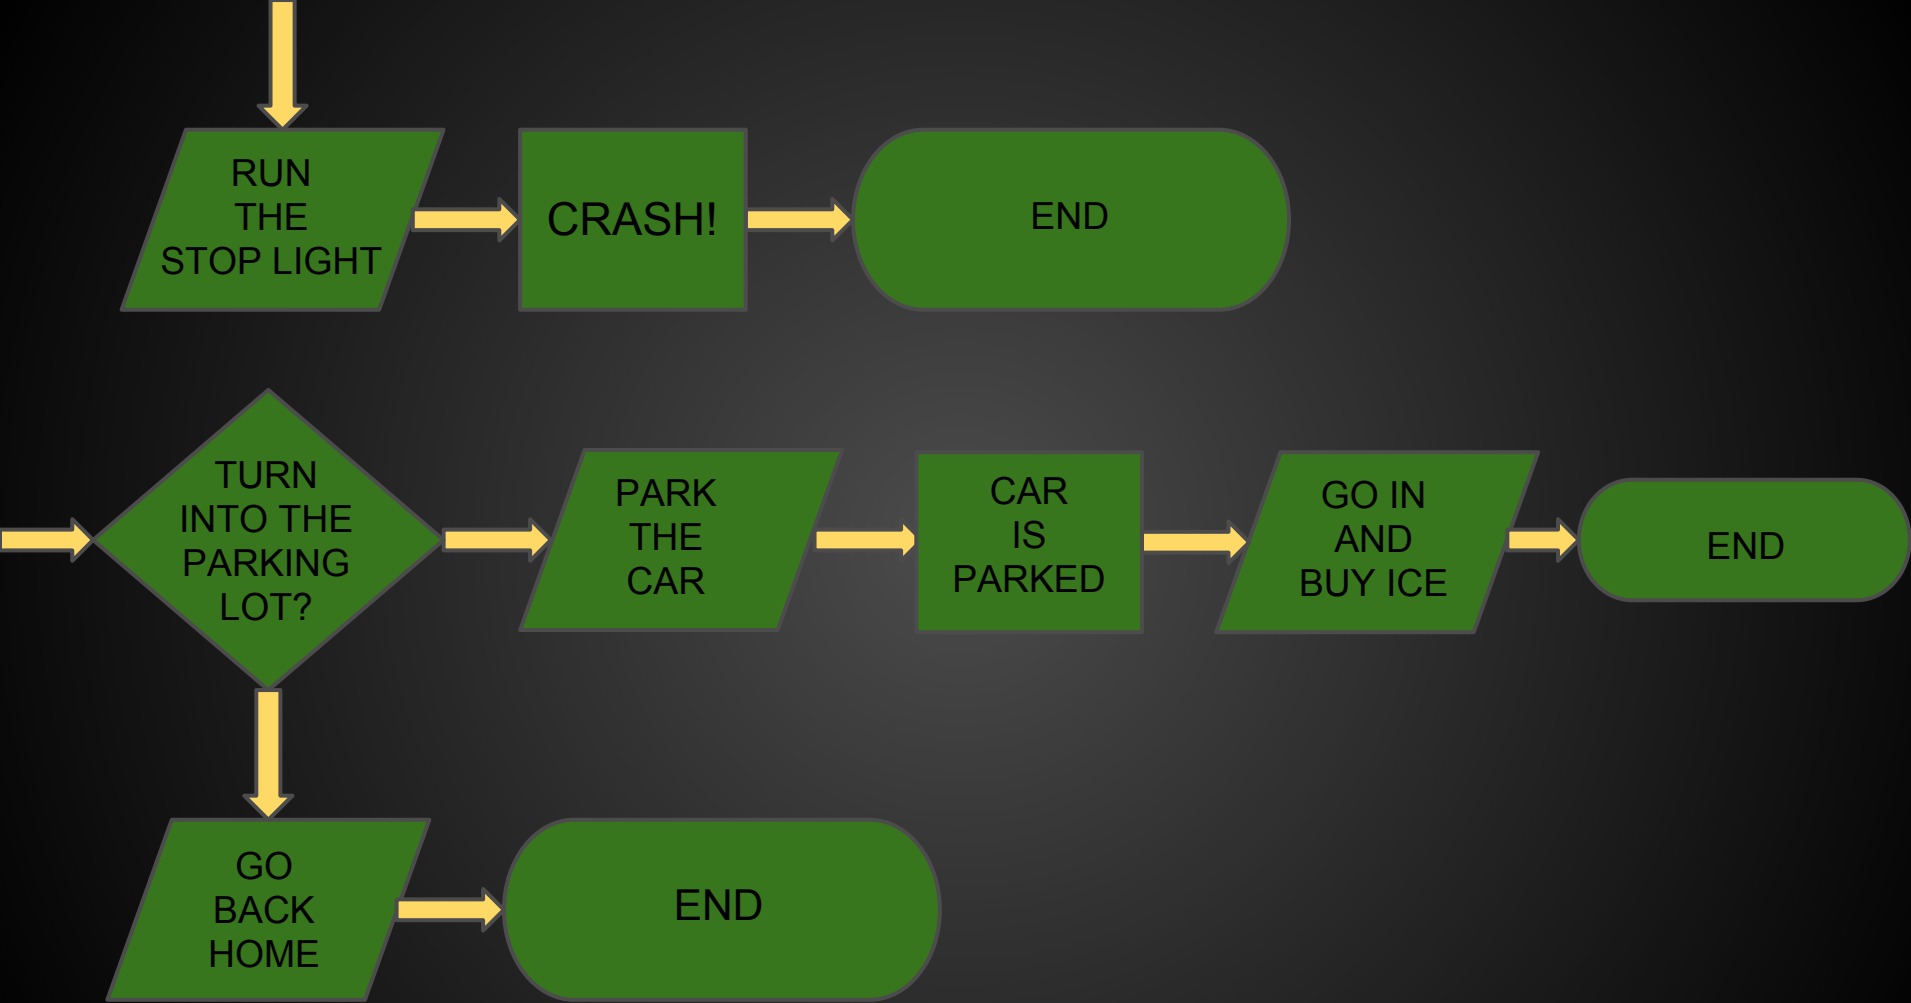 RUN
THE
STOP LIGHT
CRASH!
END
TURN
INTO THE
PARKING
LOT?
PARK
THE
CAR
CAR
IS
PARKED
GO IN
AND
BUY ICE
END
GO
BACK
HOME
END